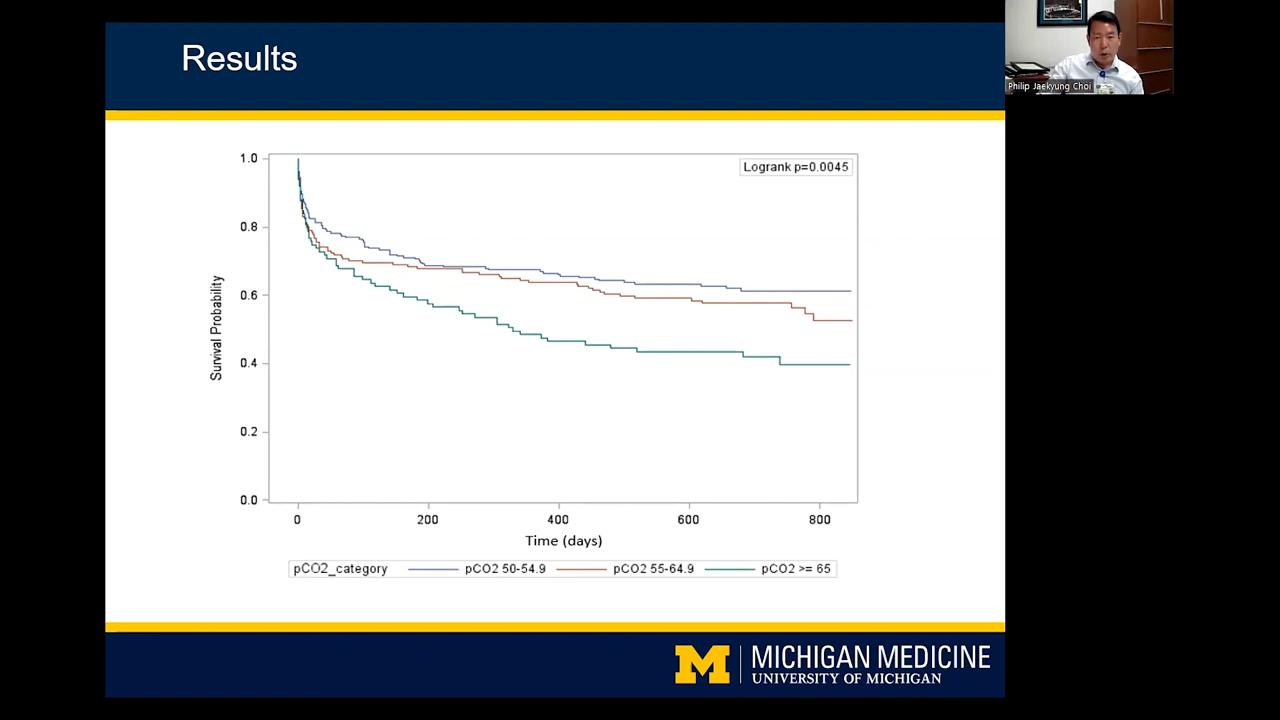 Results
Philip Jaekyung Choi
Logrank p=0.0045
1.0
0.8
0.6
0.4
0.2
0.0
Survival Probability
0 200 400 600 800
Time (days)
pCO2_category pCO2 50-54.9 pCO2 55-64.9 pCO2 >= 65
M MICHIGAN MEDICINE
UNIVERSITY OF MICHIGAN